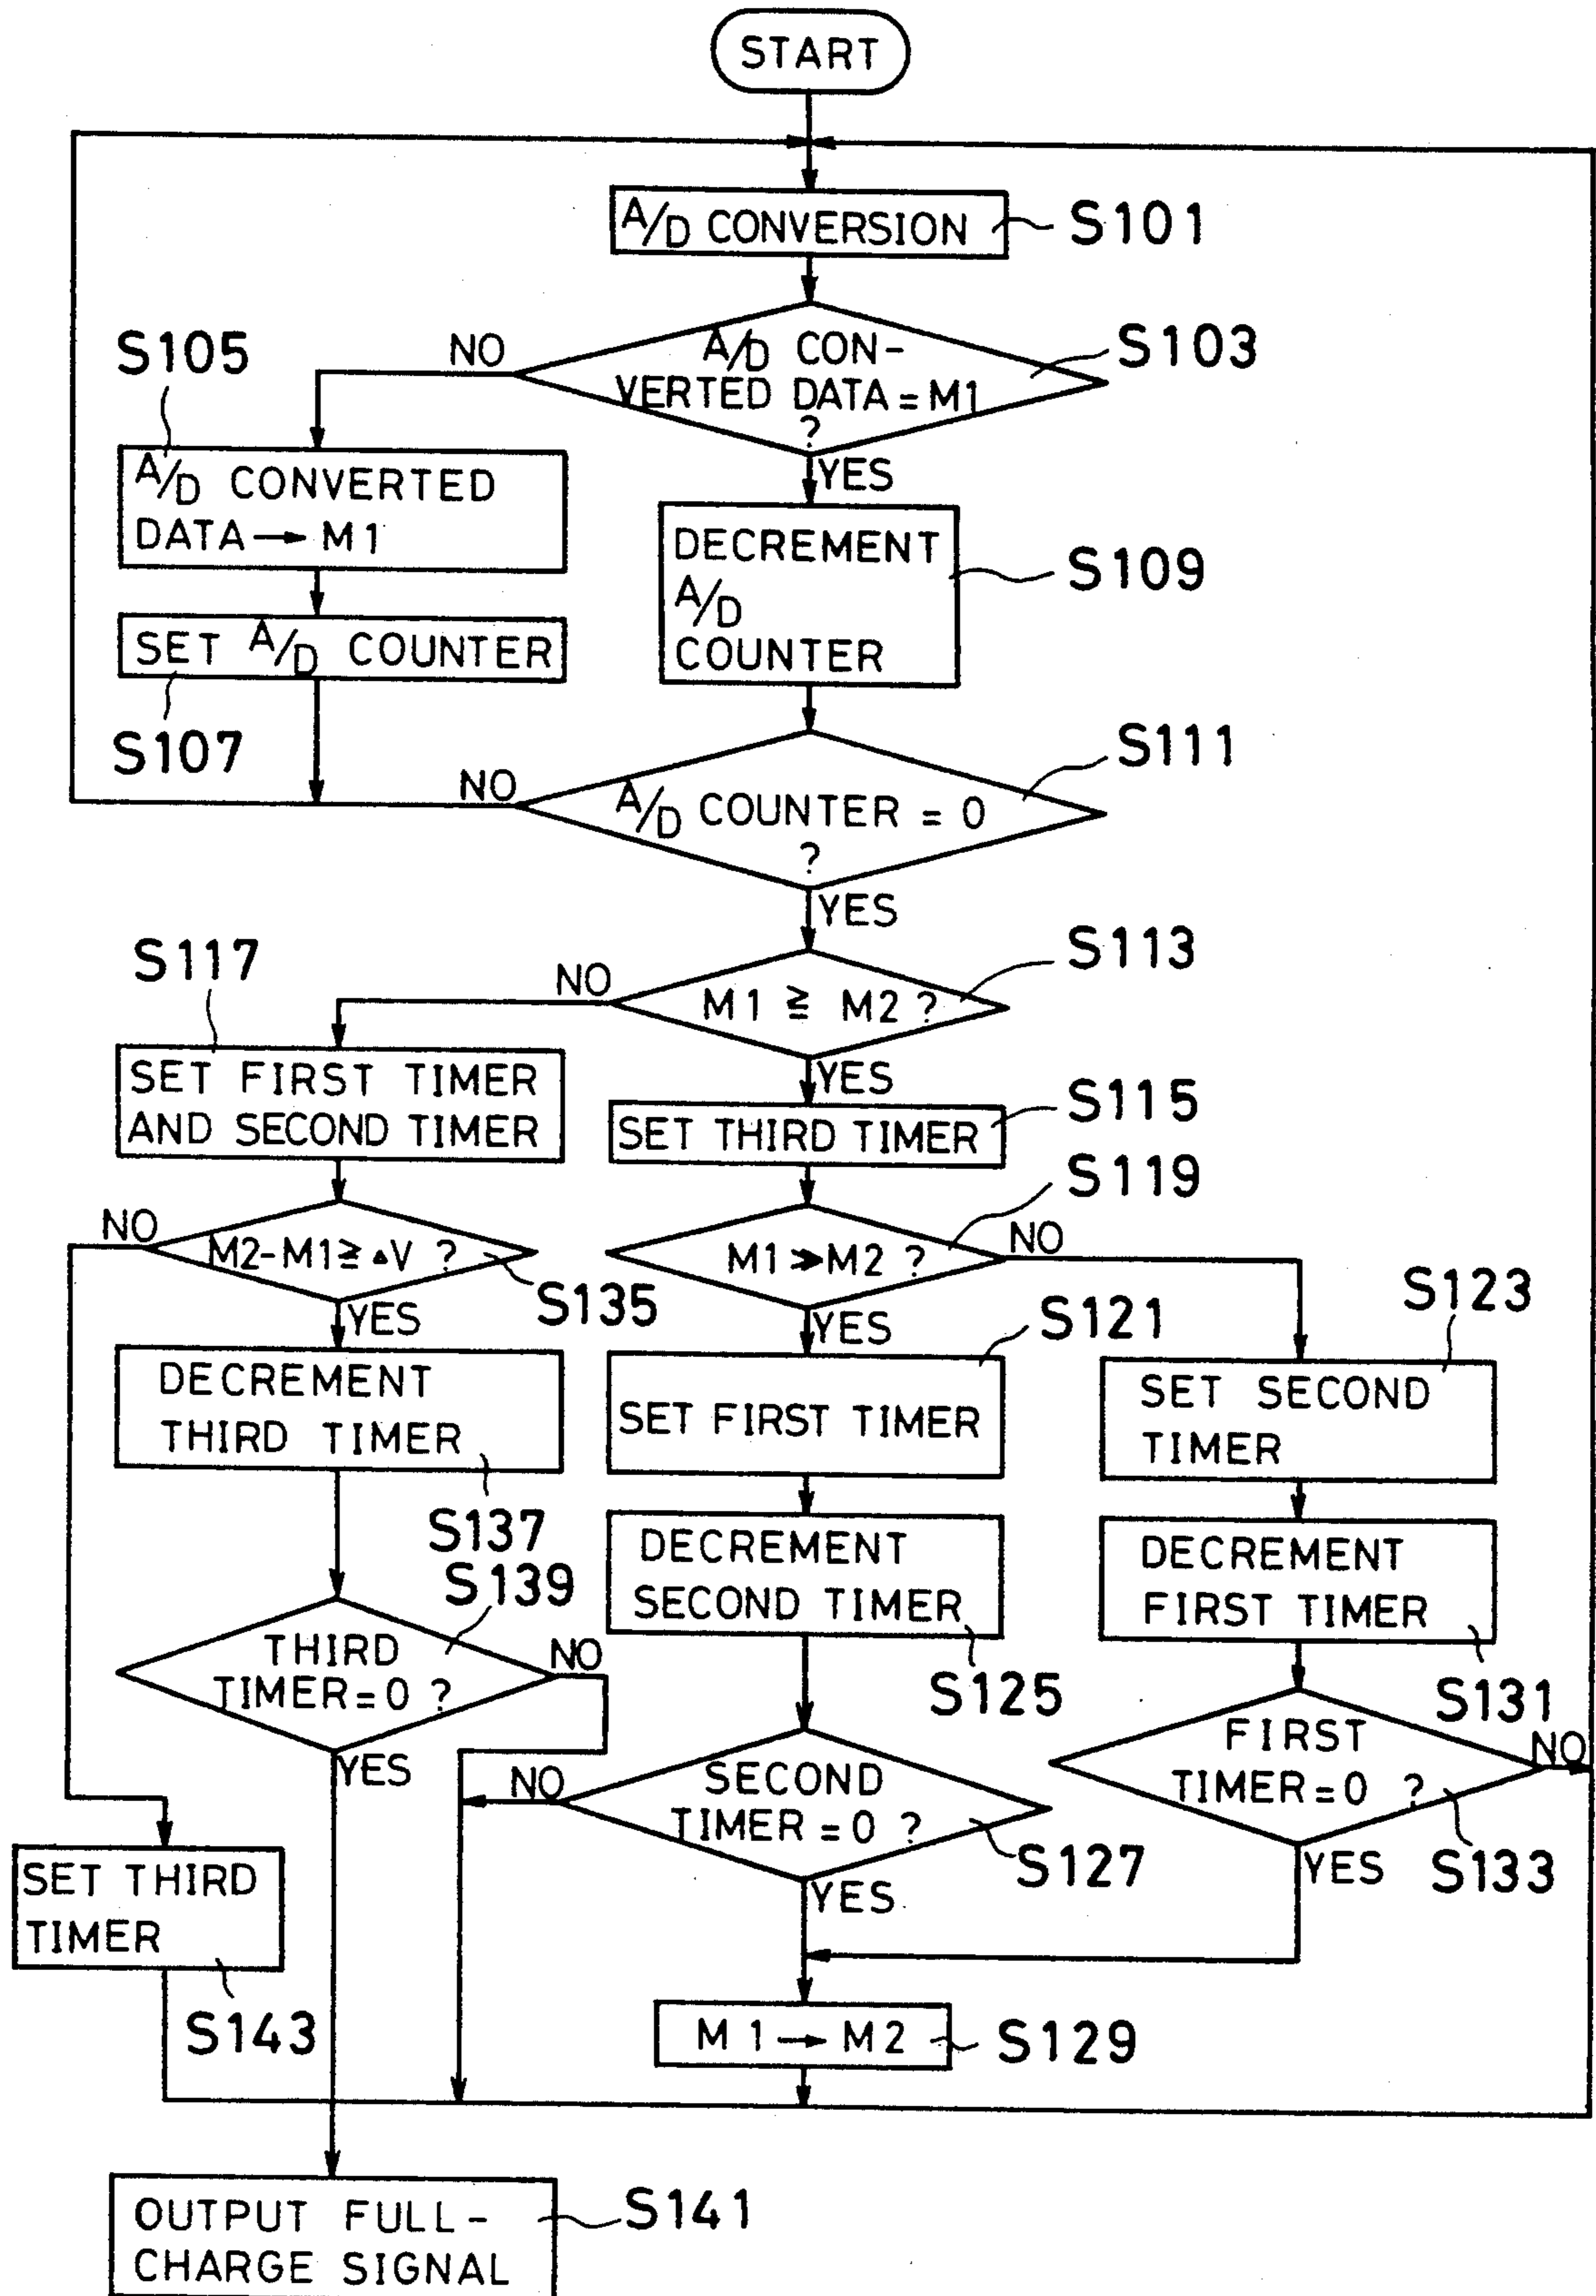 START
A/D CONVERSION
S101
A/D CON-
VERTED DATA = M1
?
S103
NO
YES
S105
A/D CONVERTED
DATA → M1
SET A/D COUNTER
S107
DECREMENT
A/D
COUNTER
S109
A/D COUNTER = 0
?
S111
NO
YES
M1 ≧ M2 ?
S113
NO
YES
S117
SET FIRST TIMER
AND SECOND TIMER
SET THIRD TIMER
S115
M2-M1 ≧ ΔV ?
S135
NO
YES
M1 ≫ M2 ?
S119
NO
YES
DECREMENT
THIRD TIMER
S137
SET FIRST TIMER
S121
SET SECOND
TIMER
S123
DECREMENT
SECOND TIMER
S125
DECREMENT
FIRST TIMER
S131
THIRD
TIMER = 0 ?
S139
NO
YES
SECOND
TIMER = 0 ?
S127
NO
YES
FIRST
TIMER = 0 ?
S133
NO
YES
SET THIRD
TIMER
S143
M1 → M2
S129
OUTPUT FULL-
CHARGE SIGNAL
S141